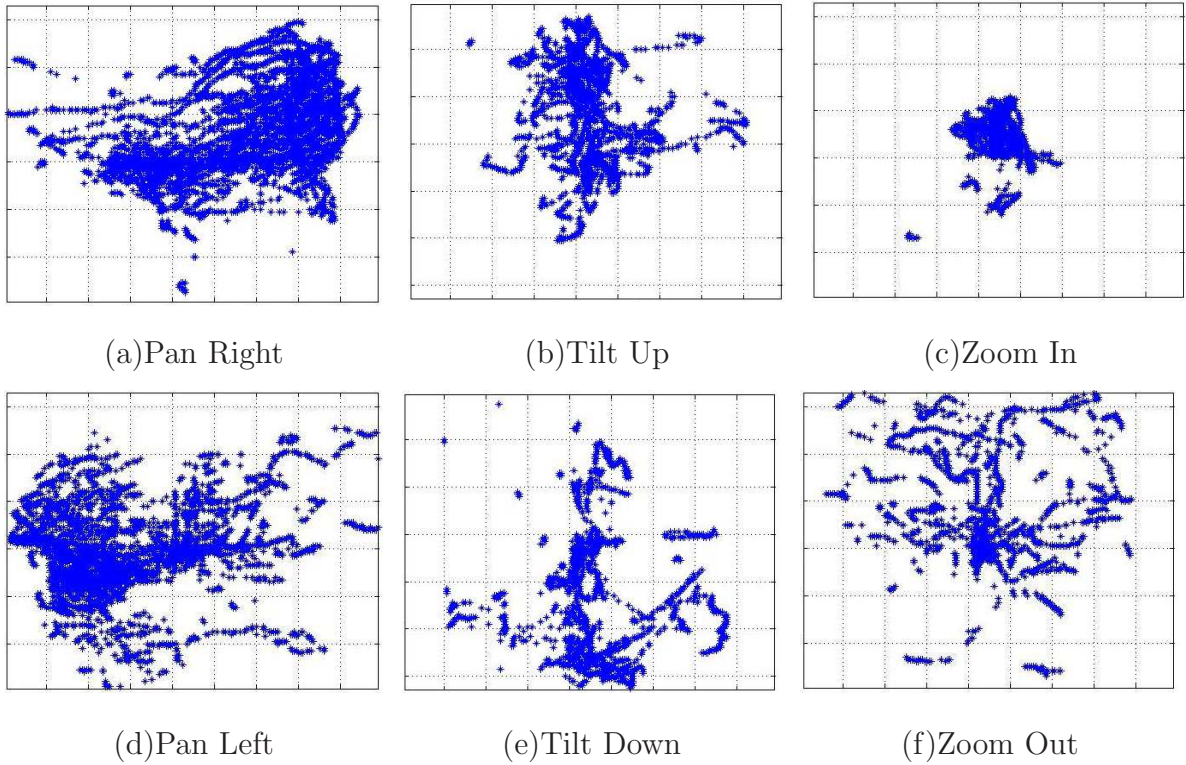 (a)Pan Right
(b)Tilt Up
(c)Zoom In
(d)Pan Left
(e)Tilt Down
(f)Zoom Out